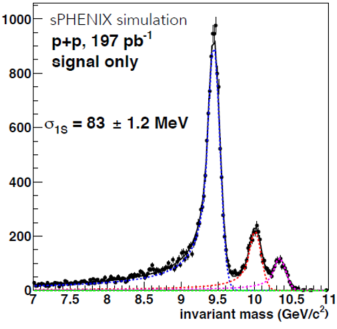 1000
sPHENIX simulation
p+p, 197 pb⁻¹
signal only
800
600
σ1S = 83 ± 1.2 MeV
400
200
0
7 7.5 8 8.5 9 9.5 10 10.5 11
invariant mass (GeV/c²)